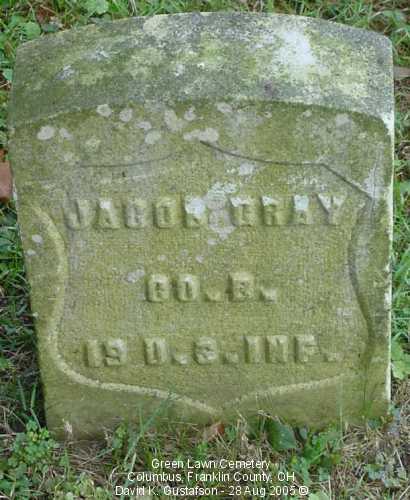 JACOB GRAY
CO. B.
19 U.S. INF.
Green Lawn Cemetery
Columbus, Franklin County, OH
David K. Gustafson - 28 Aug 2005 ©